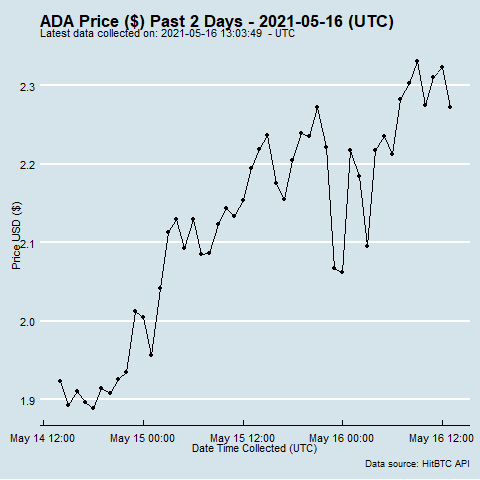 ADA Price ($) Past 2 Days - 2021-05-16 (UTC)
Latest data collected on: 2021-05-16 13:03:49 - UTC
Price USD ($)
2.3
2.2
2.1
2.0
1.9
May 14 12:00 May 15 00:00 May 15 12:00 May 16 00:00 May 16 12:00
Date Time Collected (UTC)
Data source: HitBTC API